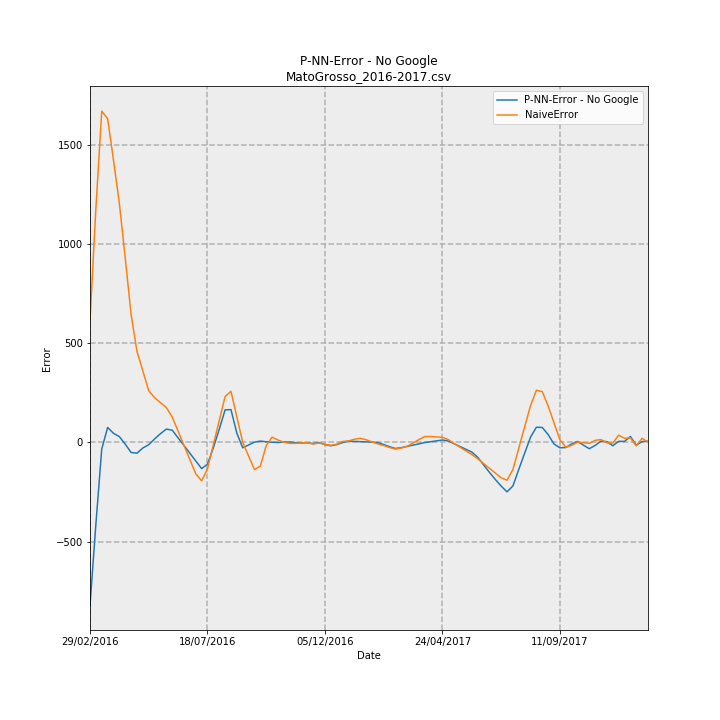 P-NN-Error - No Google
MatoGrosso_2016-2017.csv
P-NN-Error - No Google
NaiveError
1500
1000
500
0
−500
Error
29/02/2016
18/07/2016
05/12/2016
24/04/2017
11/09/2017
Date